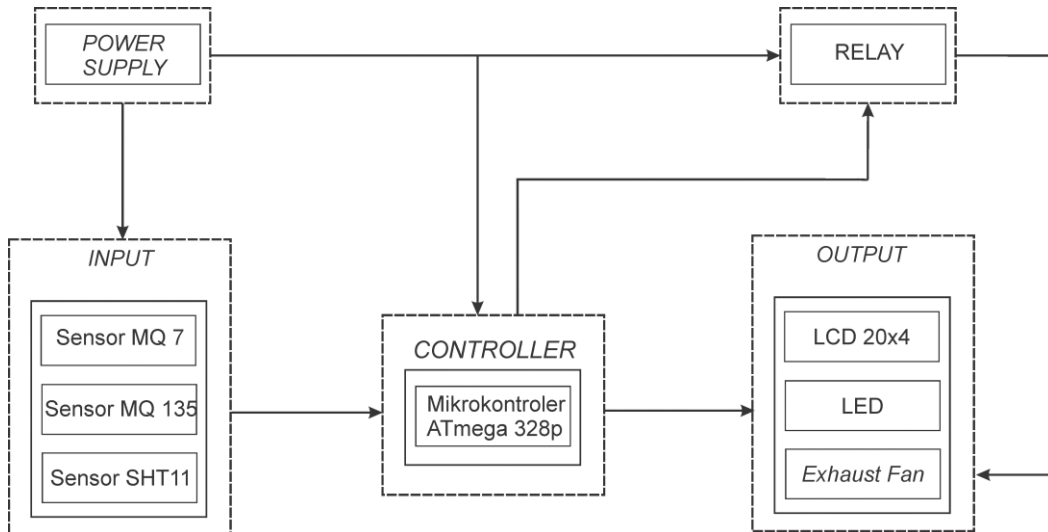 POWER
SUPPLY
RELAY
INPUT
Sensor MQ 7
Sensor MQ 135
Sensor SHT11
CONTROLLER
Mikrokontroler
ATmega 328p
OUTPUT
LCD 20x4
LED
Exhaust Fan